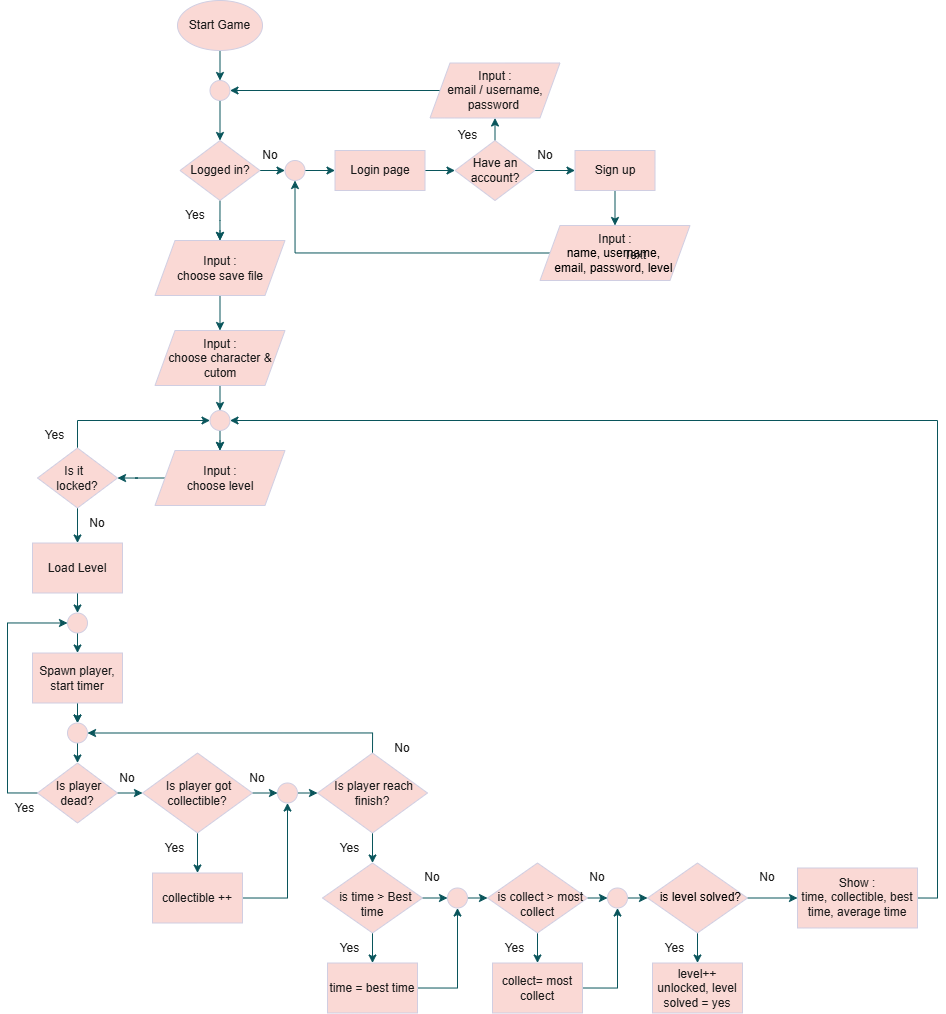 Start Game
Input :
email / username,
password
Yes
Logged in?
No
Login page
Have an
account?
No
Sign up
Yes
Input :
name, username,
Text
email, password, level
Input :
choose save file
Input :
choose character &
cutom
Yes
Is it
locked?
Input :
choose level
No
Load Level
Spawn player,
start timer
No
Is player
dead?
No
Is player got
collectible?
No
Is player reach
finish?
Yes
Yes
Yes
collectible ++
is time > Best
time
No
is collect > most
collect
No
is level solved?
No
Show :
time, collectible, best
time, average time
Yes
Yes
Yes
time = best time
collect= most
collect
level++
unlocked, level
solved = yes